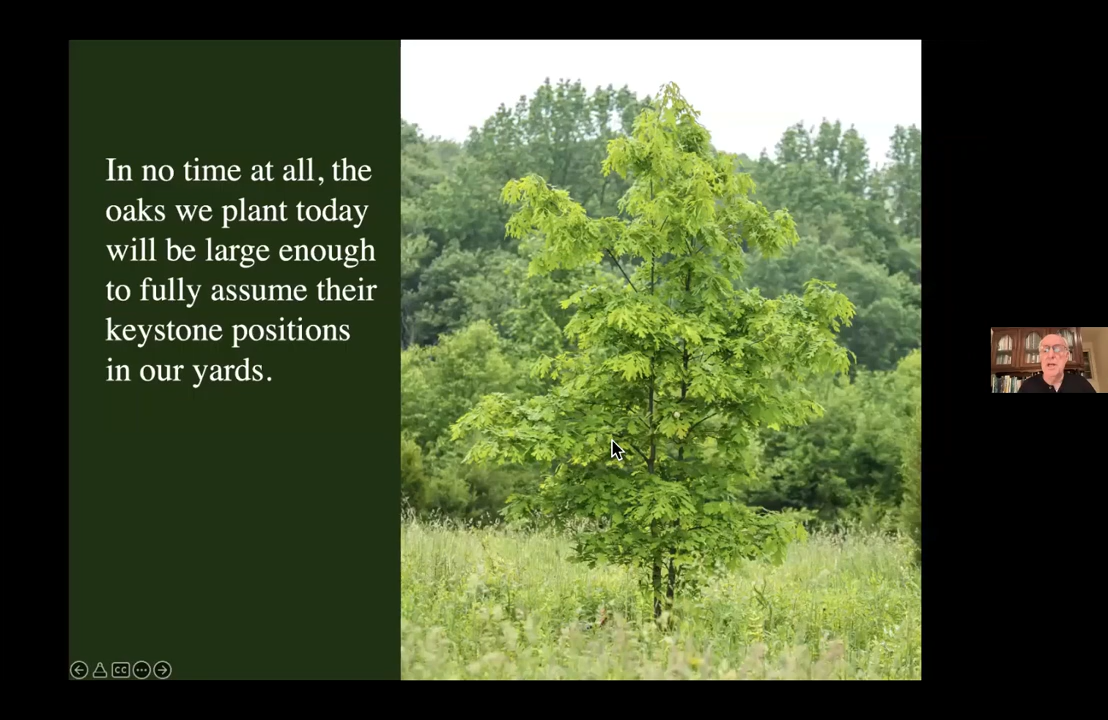 In no time at all, the
oaks we plant today
will be large enough
to fully assume their
keystone positions
in our yards.
CC